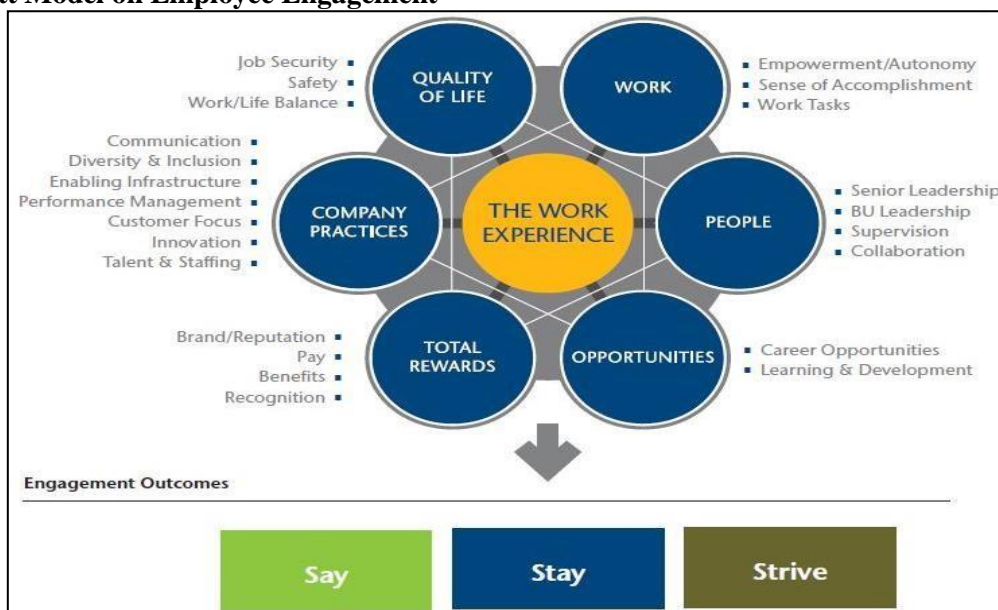 Model on Employee Engagement
Job Security
Safety
Work/Life Balance
QUALITY
OF LIFE
WORK
Empowerment/Autonomy
Sense of Accomplishment
Work Tasks
Communication
Diversity & Inclusion
Enabling Infrastructure
Performance Management
Customer Focus
Innovation
Talent & Staffing
COMPANY
PRACTICES
THE WORK
EXPERIENCE
PEOPLE
Senior Leadership
BU Leadership
Supervision
Collaboration
Brand/Reputation
Pay
Benefits
Recognition
TOTAL
REWARDS
OPPORTUNITIES
Career Opportunities
Learning & Development
Engagement Outcomes
Say
Stay
Strive